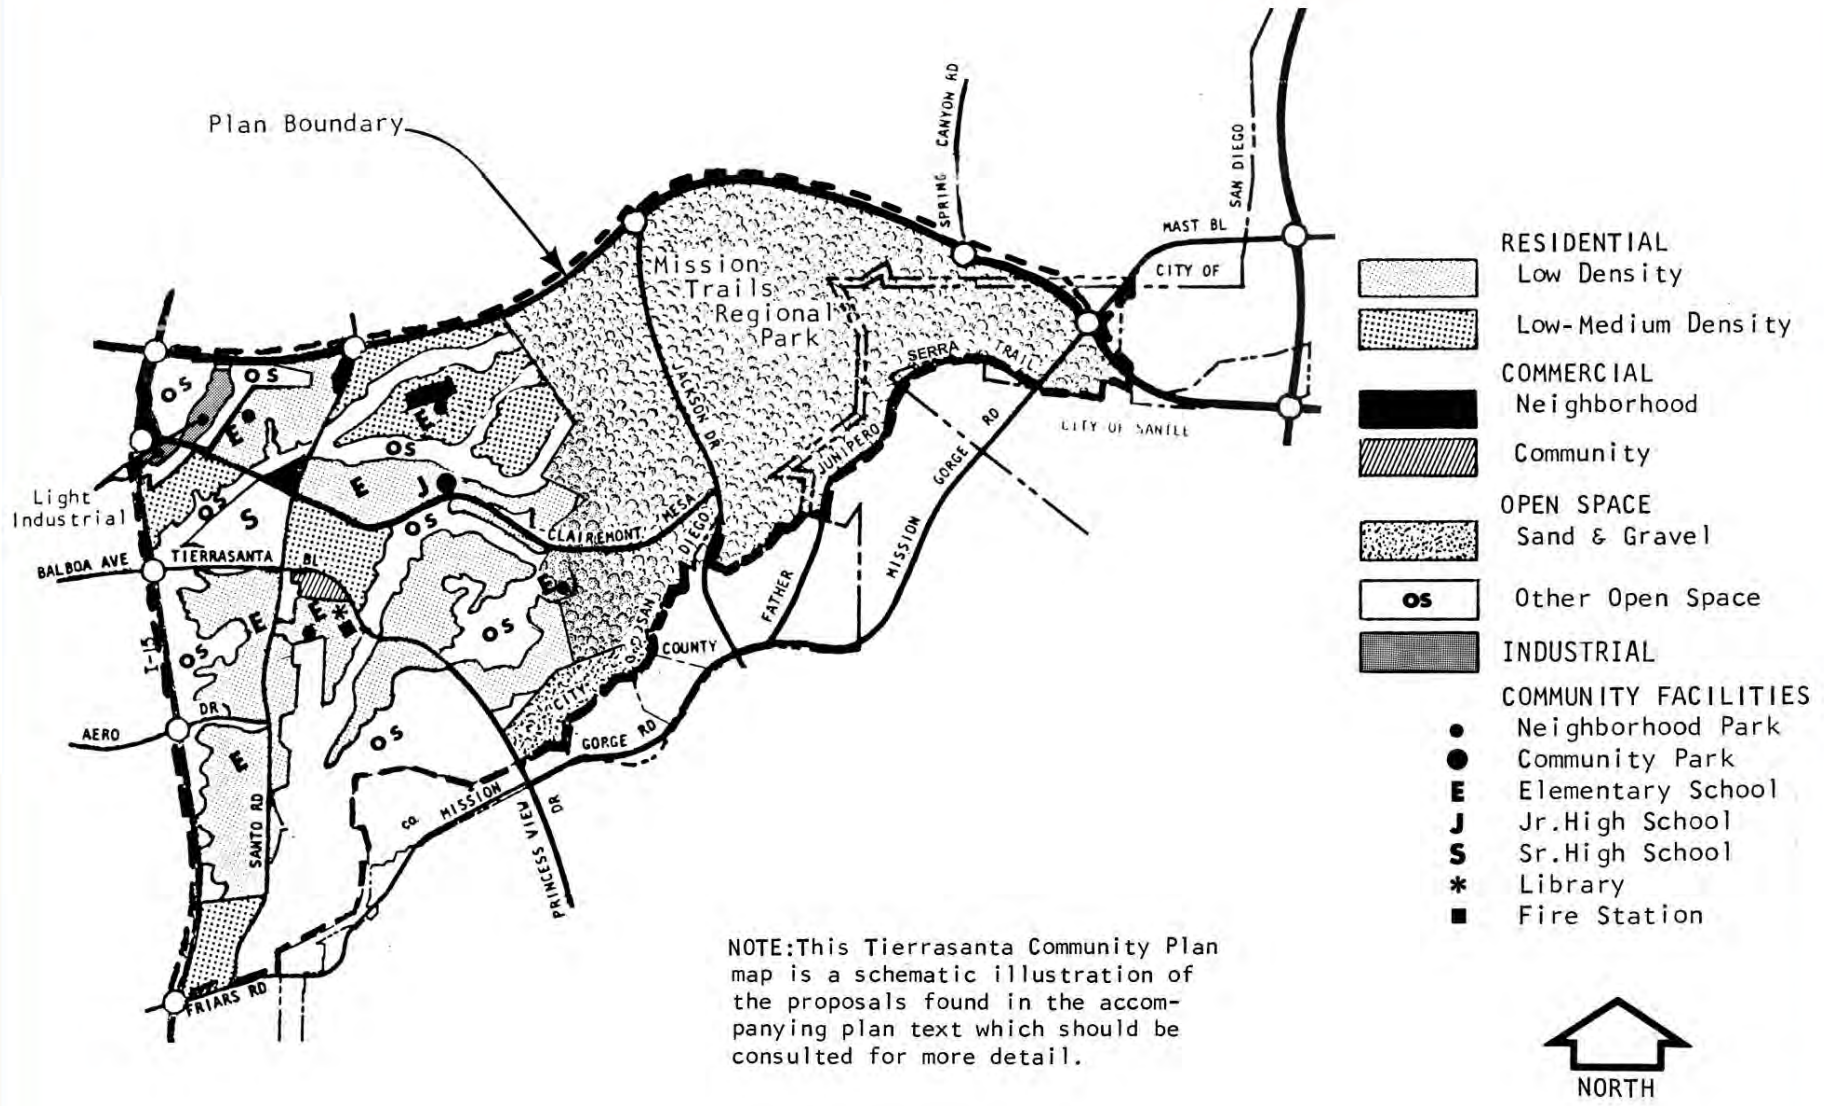 Plan Boundary
SPRING CANYON RD
SAN DIEGO
MAST BL
CITY OF
Mission
Trails
Regional
Park
JACKSON DR
SERRA
TRAIL
JUNIPERO
FATHER
CITY OF SANTEE
MISSION
GORGE
RD
OS
OS
E
E
OS
E
J
OS
S
OS
Light
Industrial
CLAIREMONT
MESA
BALBOA AVE
TIERRASANTA
BL
E
E
E
OS
OS
I-15
CITY
OF
SAN
DIEGO
COUNTY
AERO
DR
E
OS
SANTO RD
CO.
MISSION
GORGE RD
PRINCESS VIEW
DR
FRIARS RD
RESIDENTIAL
Low Density
Low-Medium Density
COMMERCIAL
Neighborhood
Community
OPEN SPACE
Sand & Gravel
OS Other Open Space
INDUSTRIAL
COMMUNITY FACILITIES
Neighborhood Park
Community Park
E Elementary School
J Jr.High School
S Sr.High School
* Library
Fire Station
NOTE:This Tierrasanta Community Plan
map is a schematic illustration of
the proposals found in the accom-
panying plan text which should be
consulted for more detail.
NORTH